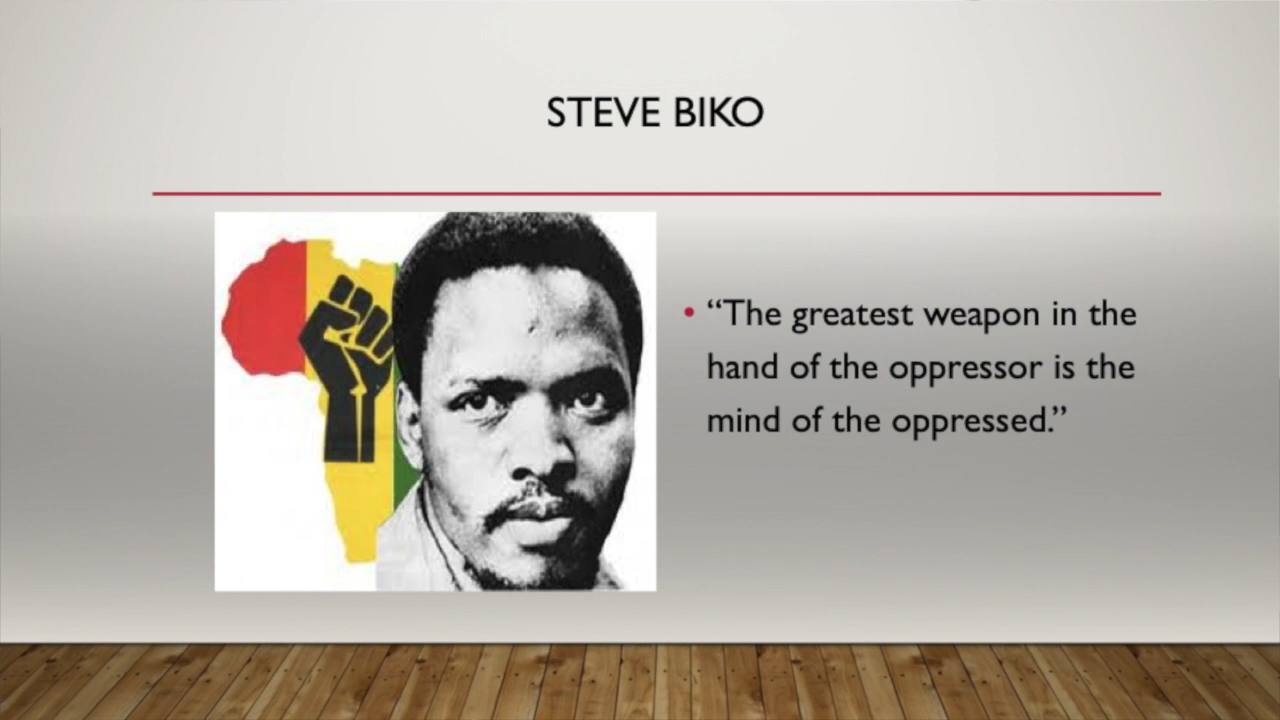 STEVE BIKO
• “The greatest weapon in the
hand of the oppressor is the
mind of the oppressed.”